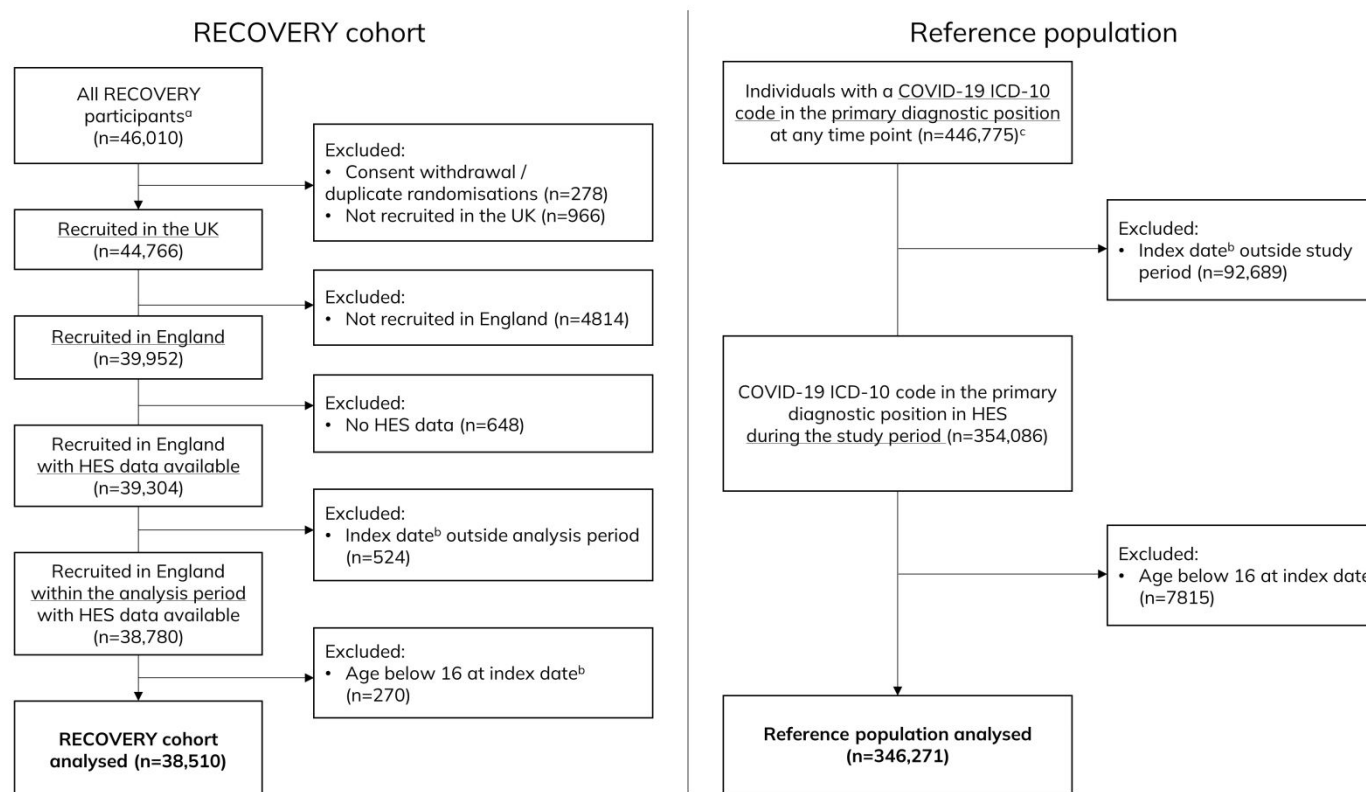 RECOVERY cohort
All RECOVERY
participantsᵃ
(n=46,010)
Excluded:
• Consent withdrawal /
duplicate randomisations (n=278)
• Not recruited in the UK (n=966)
Recruited in the UK
(n=44,766)
Excluded:
• Not recruited in England (n=4814)
Recruited in England
(n=39,952)
Excluded:
• No HES data (n=648)
Recruited in England
with HES data available
(n=39,304)
Excluded:
• Index dateᵇ outside analysis period
(n=524)
Recruited in England
within the analysis period
with HES data available
(n=38,780)
Excluded:
• Age below 16 at index dateᵇ
(n=270)
RECOVERY cohort
analysed (n=38,510)
Reference population
Individuals with a COVID-19 ICD-10
code in the primary diagnostic position
at any time point (n=446,775)ᶜ
Excluded:
• Index dateᵇ outside study
period (n=92,689)
COVID-19 ICD-10 code in the primary
diagnostic position in HES
during the study period (n=354,086)
Excluded:
• Age below 16 at index date
(n=7815)
Reference population analysed
(n=346,271)